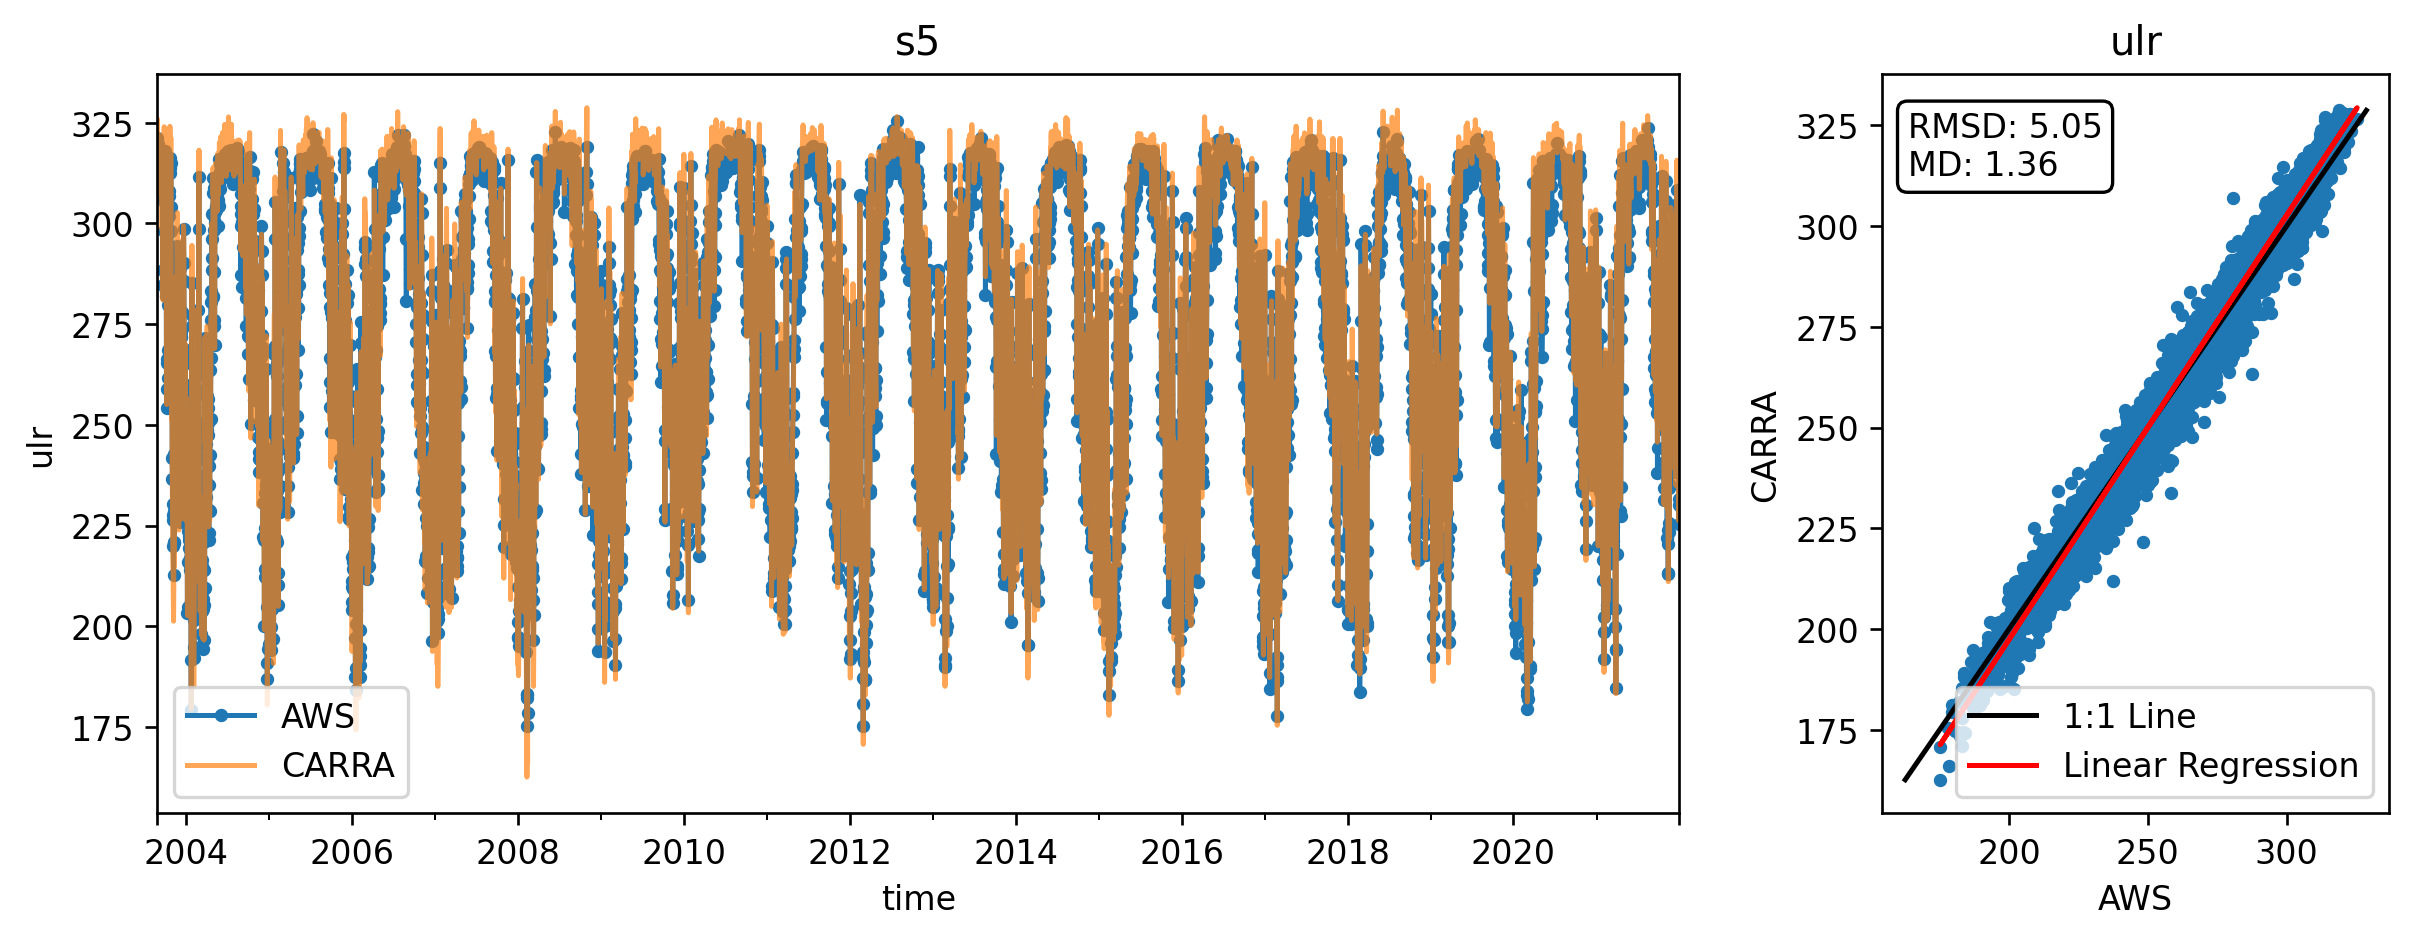 s5
ulr
325
300
275
250
225
200
175
AWS
CARRA
2004 2006 2008 2010 2012 2014 2016 2018 2020
time
ulr
CARRA
325
300
275
250
225
200
175
RMSD: 5.05
MD: 1.36
1:1 Line
Linear Regression
200 250 300
AWS